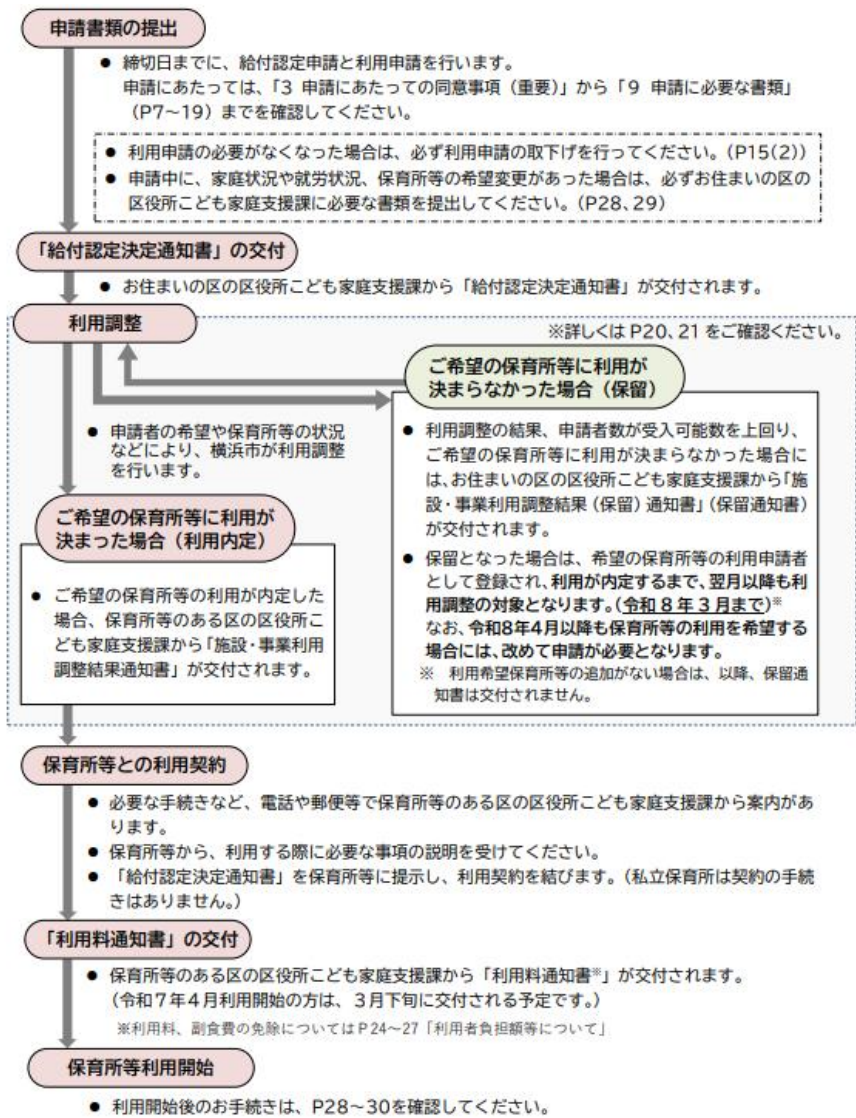 申請書類の提出
● 締切日までに、給付認定申請と利用申請を行います。
申請にあたっては、「3 申請にあたっての同意事項（重要）」から「9 申請に必要な書類」
（P7～19）までを確認してください。
● 利用申請の必要がなくなった場合は、必ず利用申請の取下げを行ってください。（P15(2)）
● 申請中に、家庭状況や就労状況、保育所等の希望変更があった場合は、必ずお住まいの区の
区役所こども家庭支援課に必要な書類を提出してください。（P28、29）
「給付認定決定通知書」の交付
● お住まいの区の区役所こども家庭支援課から「給付認定決定通知書」が交付されます。
利用調整
※詳しくは P20、21 をご確認ください。
● 申請者の希望や保育所等の状況
などにより、横浜市が利用調整
を行います。
ご希望の保育所等に利用が
決まらなかった場合（保留）
● 利用調整の結果、申請者数が受入可能数を上回り、
ご希望の保育所等に利用が決まらなかった場合に
は、お住まいの区の区役所こども家庭支援課から「施
設・事業利用調整結果（保留）通知書」（保留通知書）
が交付されます。
● 保留となった場合は、希望の保育所等の利用申請者
として登録され、利用が内定するまで、翌月以降も利
用調整の対象となります。（令和８年３月まで）※
なお、令和8年4月以降も保育所等の利用を希望する
場合には、改めて申請が必要となります。
※ 利用希望保育所等の追加がない場合は、以降、保留通
知書は交付されません。
ご希望の保育所等に利用が
決まった場合（利用内定）
● ご希望の保育所等の利用が内定した
場合、保育所等のある区の区役所こ
ども家庭支援課から「施設・事業利用
調整結果通知書」が交付されます。
保育所等との利用契約
● 必要な手続きなど、電話や郵便等で保育所等のある区の区役所こども家庭支援課から案内があ
ります。
● 保育所等から、利用する際に必要な事項の説明を受けてください。
● 「給付認定決定通知書」を保育所等に提示し、利用契約を結びます。（私立保育所は契約の手続
きはありません。）
「利用料通知書」の交付
● 保育所等のある区の区役所こども家庭支援課から「利用料通知書※」が交付されます。
（令和７年４月利用開始の方は、３月下旬に交付される予定です。）
※利用料、副食費の免除についてはＰ24～27「利用者負担額等について」
保育所等利用開始
● 利用開始後のお手続きは、P28～30を確認してください。